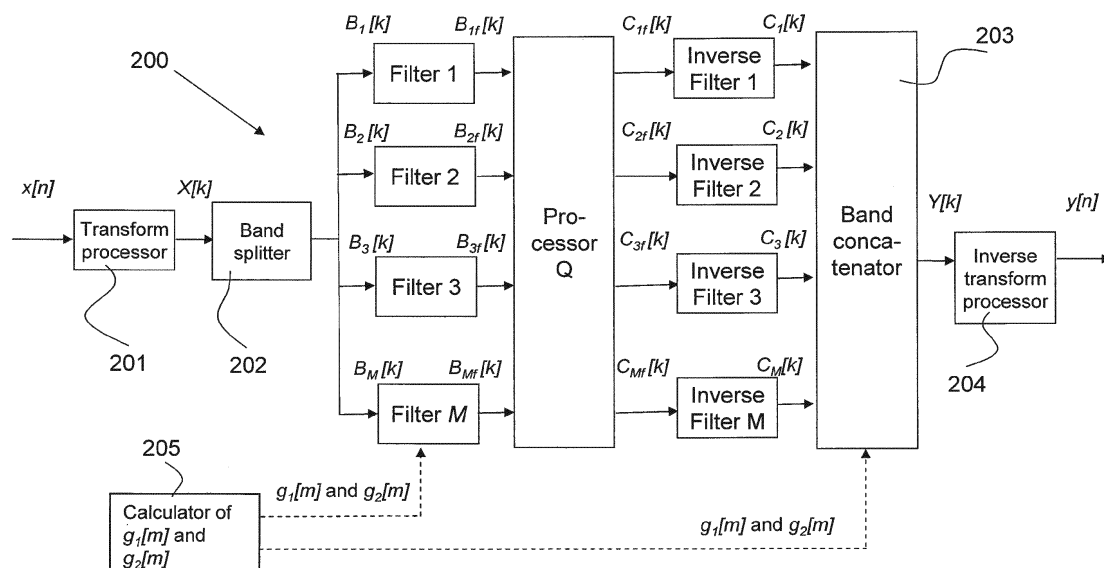 200
x[n]
Transform
processor
201
X[k]
Band
splitter
202
B1[k]
Filter 1
B1f[k]
B2[k]
Filter 2
B2f[k]
B3[k]
Filter 3
B3f[k]
BM[k]
Filter M
BMf[k]
Pro-
cessor
Q
C1f[k]
Inverse
Filter 1
C1[k]
C2f[k]
Inverse
Filter 2
C2[k]
C3f[k]
Inverse
Filter 3
C3[k]
CMf[k]
Inverse
Filter M
CM[k]
203
Band
conca-
tenator
Y[k]
Inverse
transform
processor
204
y[n]
205
Calculator of
g1[m] and
g2[m]
g1[m] and g2[m]
g1[m] and g2[m]